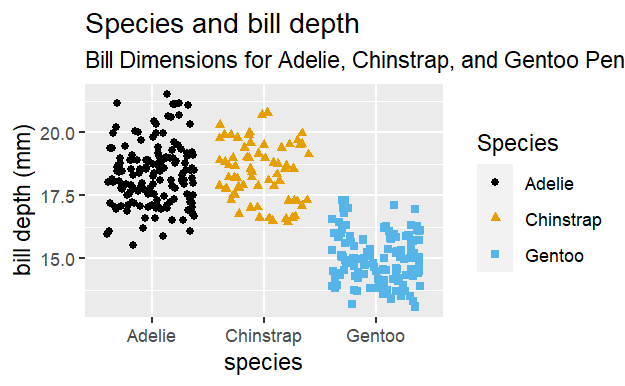 Species and bill depth
Bill Dimensions for Adelie, Chinstrap, and Gentoo Pen
bill depth (mm)
20.0
17.5
15.0
Adelie
Chinstrap
Gentoo
species
Species
Adelie
Chinstrap
Gentoo